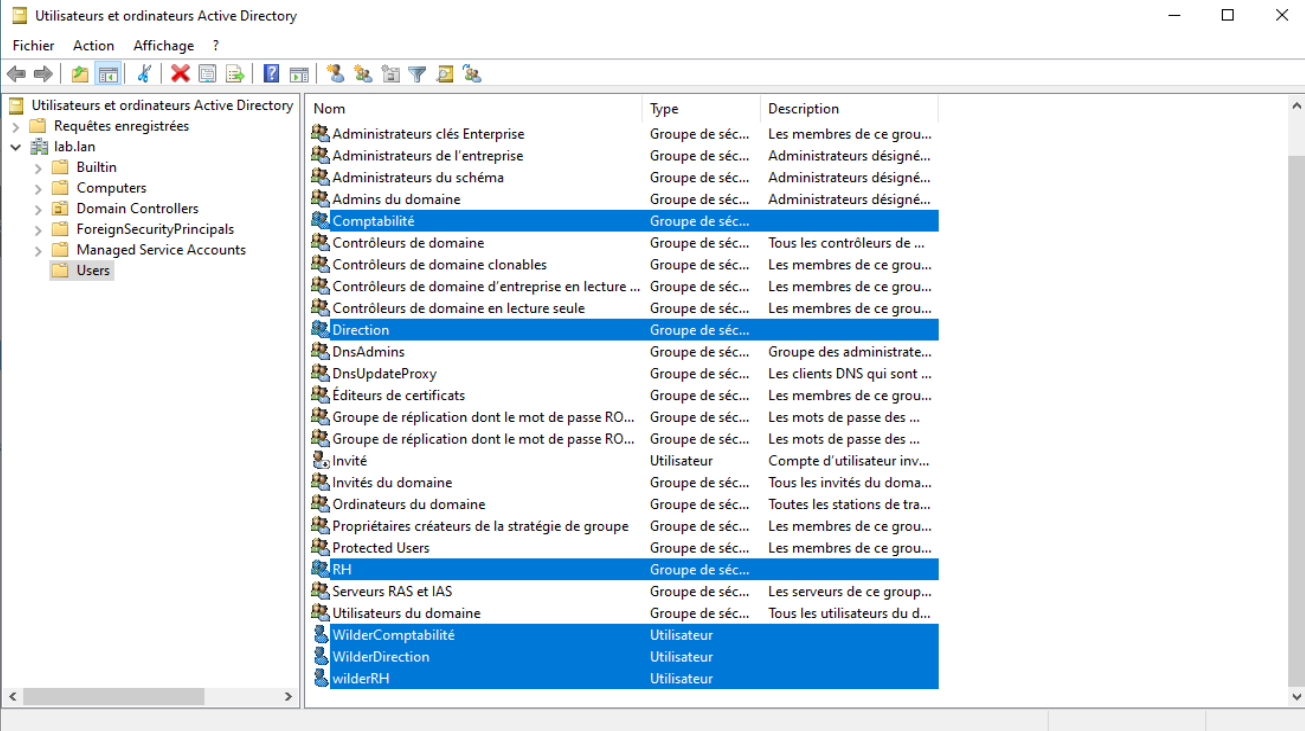 Utilisateurs et ordinateurs Active Directory
Fichier Action Affichage ?
Utilisateurs et ordinateurs Active Directory
Requêtes enregistrées
lab.lan
Builtin
Computers
Domain Controllers
ForeignSecurityPrincipals
Managed Service Accounts
Users
Nom Type Description
Administrateurs clés Enterprise Groupe de séc... Les membres de ce grou...
Administrateurs de l'entreprise Groupe de séc... Administrateurs désigné...
Administrateurs du schéma Groupe de séc... Administrateurs désigné...
Admins du domaine Groupe de séc... Administrateurs désigné...
Comptabilité Groupe de séc...
Contrôleurs de domaine Groupe de séc... Tous les contrôleurs de ...
Contrôleurs de domaine clonables Groupe de séc... Les membres de ce grou...
Contrôleurs de domaine d'entreprise en lecture ... Groupe de séc... Les membres de ce grou...
Contrôleurs de domaine en lecture seule Groupe de séc... Les membres de ce grou...
Direction Groupe de séc...
DnsAdmins Groupe de séc... Groupe des administrate...
DnsUpdateProxy Groupe de séc... Les clients DNS qui sont ...
Éditeurs de certificats Groupe de séc... Les membres de ce grou...
Groupe de réplication dont le mot de passe RO... Groupe de séc... Les mots de passe des ...
Groupe de réplication dont le mot de passe RO... Groupe de séc... Les mots de passe des ...
Invité Utilisateur Compte d'utilisateur inv...
Invités du domaine Groupe de séc... Tous les invités du doma...
Ordinateurs du domaine Groupe de séc... Toutes les stations de tra...
Propriétaires créateurs de la stratégie de groupe Groupe de séc... Les membres de ce grou...
Protected Users Groupe de séc... Les membres de ce grou...
RH Groupe de séc...
Serveurs RAS et IAS Groupe de séc... Les serveurs de ce group...
Utilisateurs du domaine Groupe de séc... Tous les utilisateurs du d...
WilderComptabilité Utilisateur
WilderDirection Utilisateur
wilderRH Utilisateur